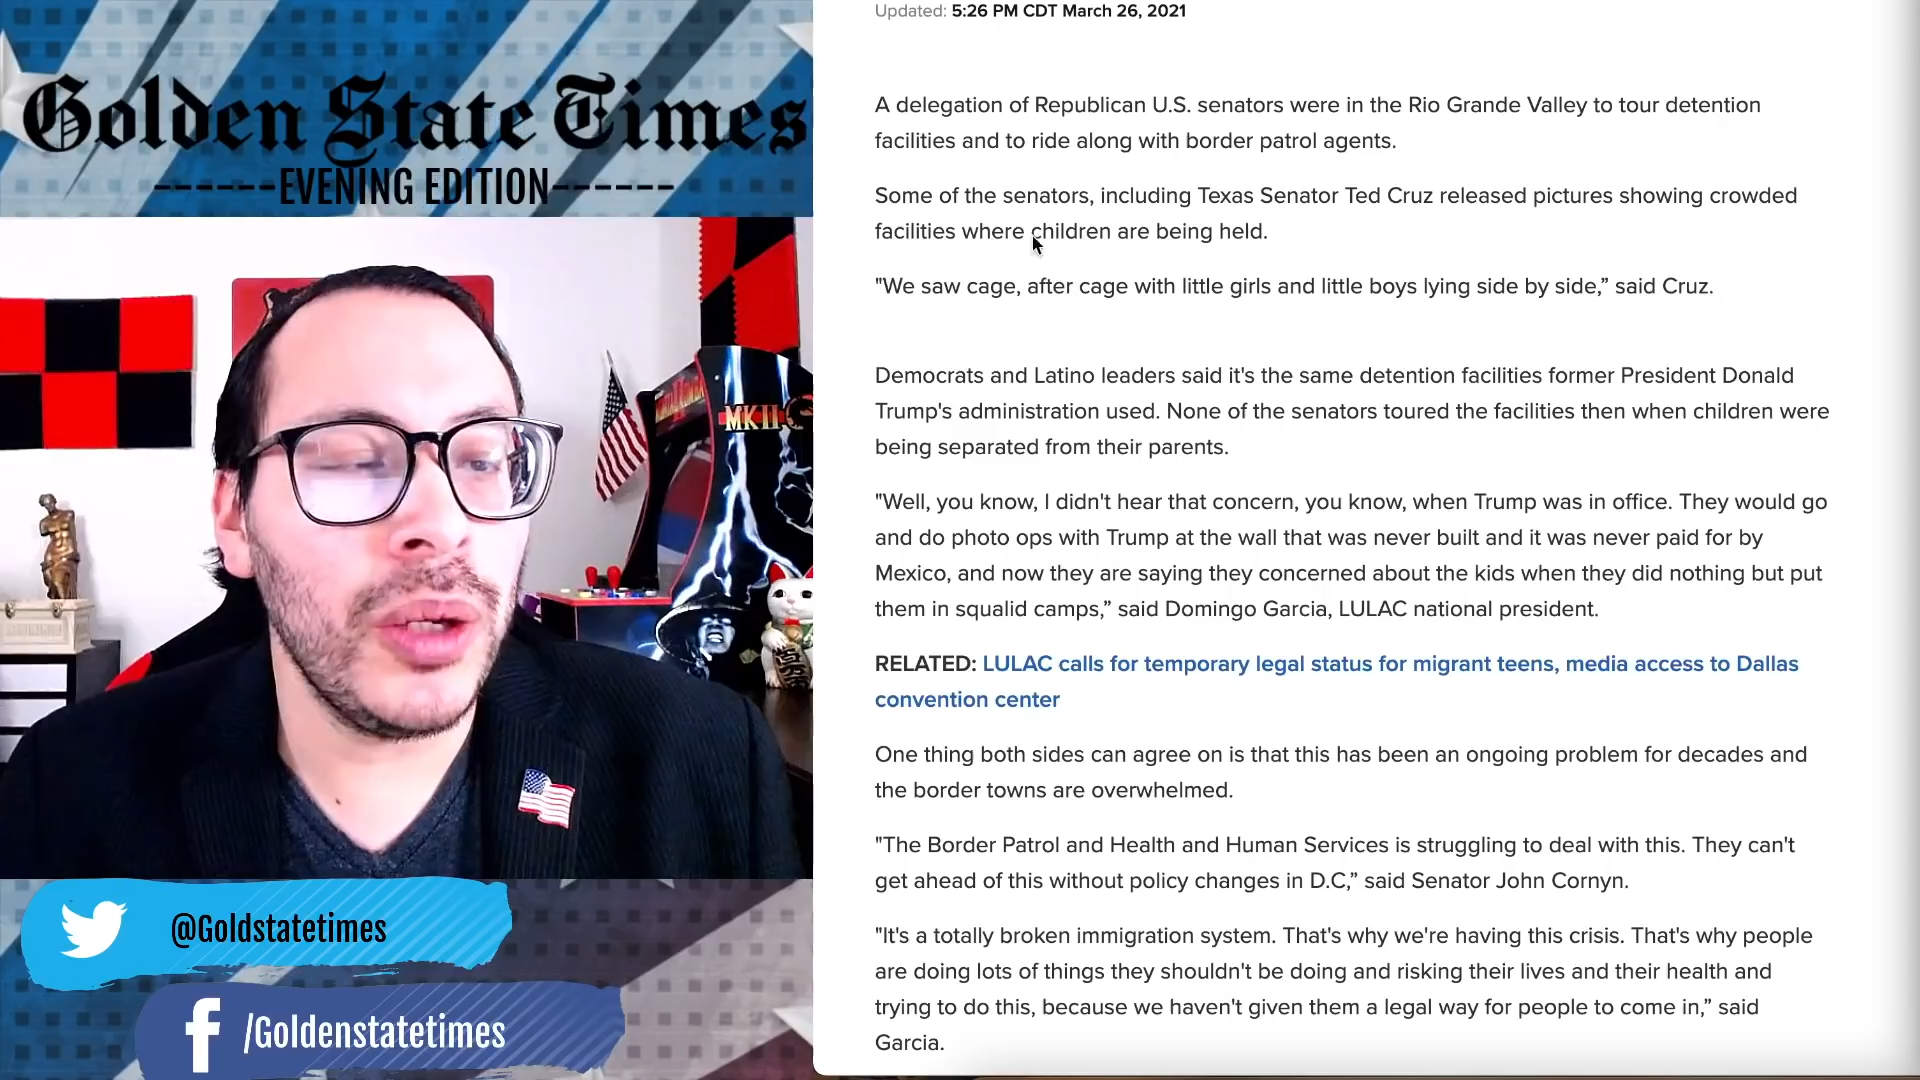 Golden State Times
------EVENING EDITION------
MKII
@Goldstatetimes
/Goldenstatetimes
Updated: 5:26 PM CDT March 26, 2021
A delegation of Republican U.S. senators were in the Rio Grande Valley to tour detention
facilities and to ride along with border patrol agents.
Some of the senators, including Texas Senator Ted Cruz released pictures showing crowded
facilities where children are being held.
"We saw cage, after cage with little girls and little boys lying side by side,” said Cruz.
Democrats and Latino leaders said it's the same detention facilities former President Donald
Trump's administration used. None of the senators toured the facilities then when children were
being separated from their parents.
"Well, you know, I didn't hear that concern, you know, when Trump was in office. They would go
and do photo ops with Trump at the wall that was never built and it was never paid for by
Mexico, and now they are saying they concerned about the kids when they did nothing but put
them in squalid camps,” said Domingo Garcia, LULAC national president.
RELATED: LULAC calls for temporary legal status for migrant teens, media access to Dallas
convention center
One thing both sides can agree on is that this has been an ongoing problem for decades and
the border towns are overwhelmed.
"The Border Patrol and Health and Human Services is struggling to deal with this. They can't
get ahead of this without policy changes in D.C,” said Senator John Cornyn.
"It's a totally broken immigration system. That's why we're having this crisis. That's why people
are doing lots of things they shouldn't be doing and risking their lives and their health and
trying to do this, because we haven't given them a legal way for people to come in,” said
Garcia.